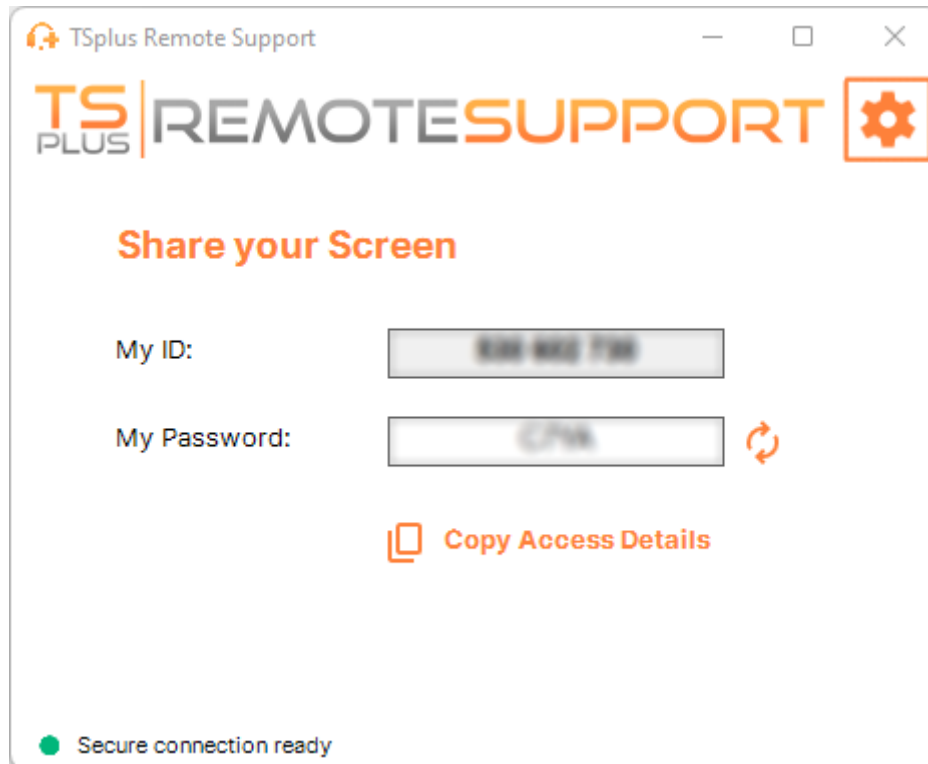 TSplus Remote Support
TS PLUS REMOTESUPPORT
Share your Screen
My ID:
My Password:
Copy Access Details
Secure connection ready